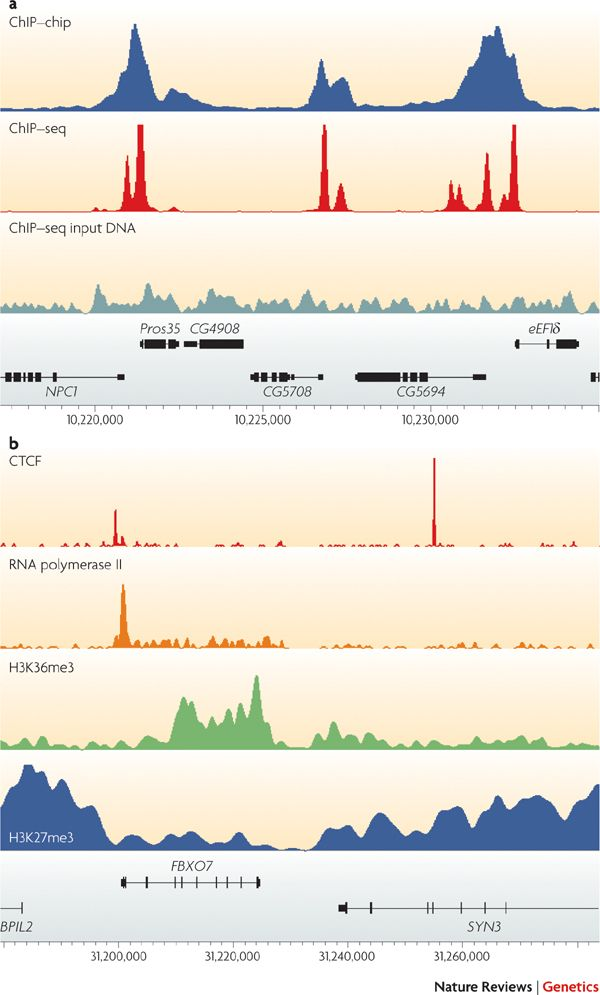 a
ChIP–chip
ChIP–seq
ChIP–seq input DNA
Pros35 CG4908 eEFlδ
NPC1 CG5708 CG5694
10,220,000 10,225,000 10,230,000
b
CTCF
RNA polymerase II
H3K36me3
H3K27me3
FBXO7
BPIL2 SYN3
31,200,000 31,220,000 31,240,000 31,260,000
Nature Reviews | Genetics